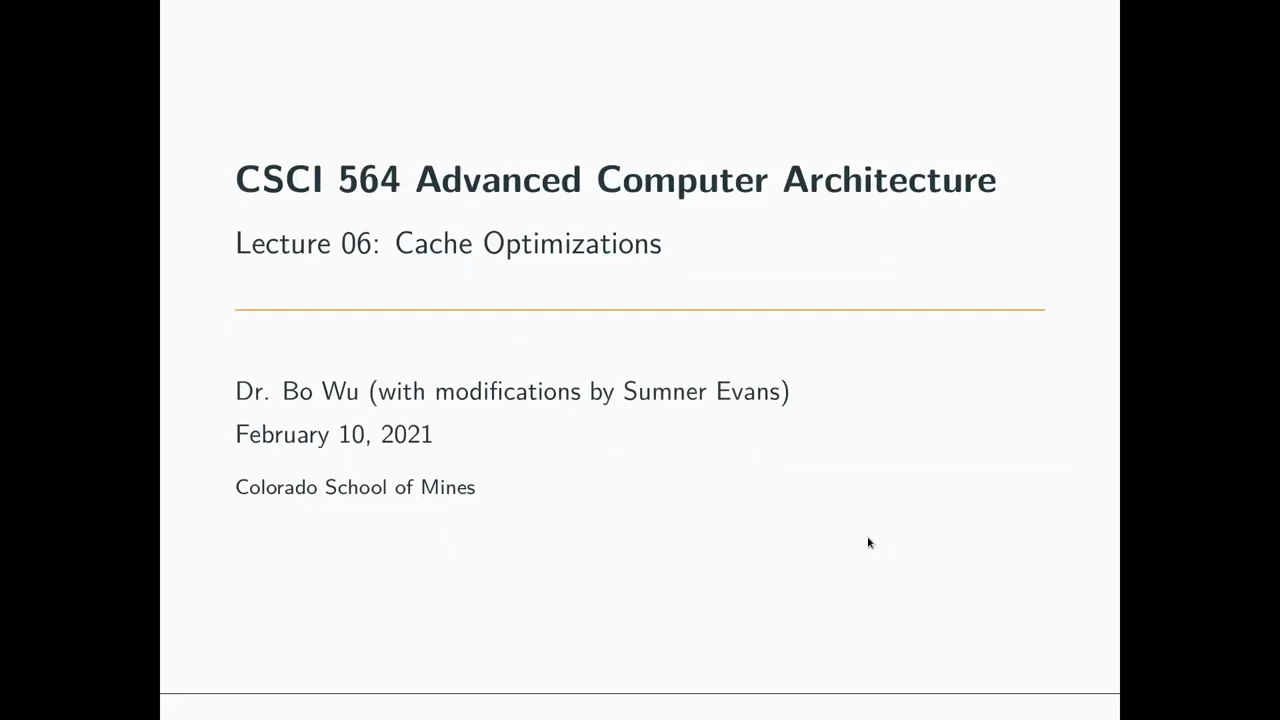 CSCI 564 Advanced Computer Architecture
Lecture 06: Cache Optimizations
Dr. Bo Wu (with modifications by Sumner Evans)
February 10, 2021
Colorado School of Mines